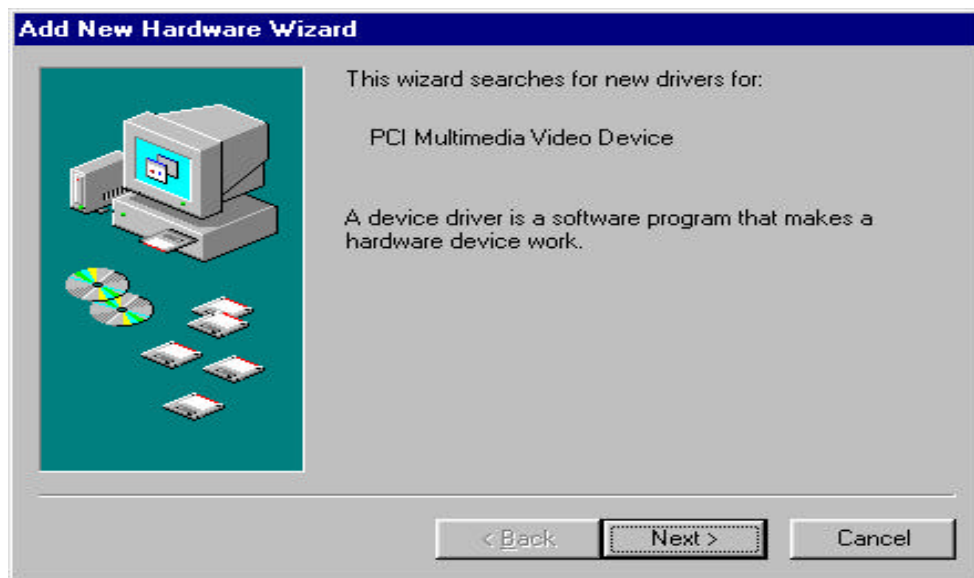 Add New Hardware Wizard
This wizard searches for new drivers for:
PCI Multimedia Video Device
A device driver is a software program that makes a
hardware device work.
< Back
Next >
Cancel